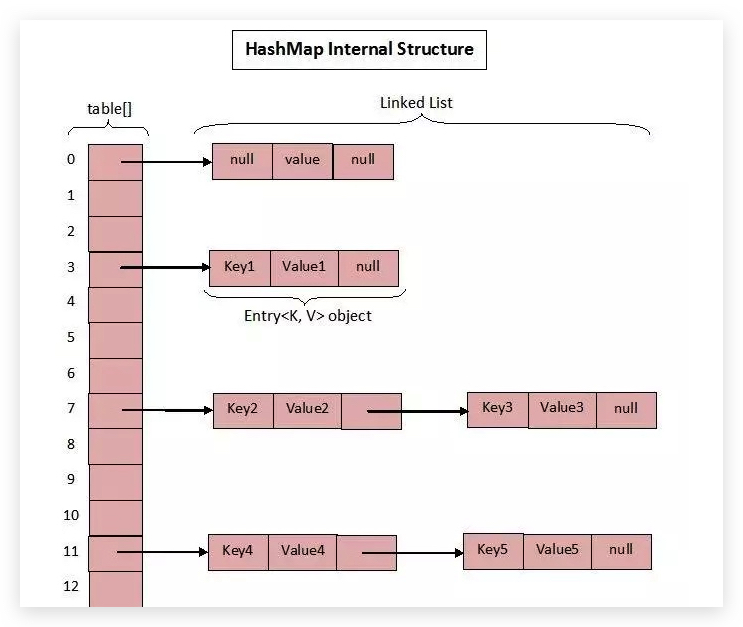 HashMap Internal Structure
table[]
Linked List
0
null value null
1
2
3
Key1 Value1 null
4
Entry<K, V> object
5
6
7
Key2 Value2
Key3 Value3 null
8
9
10
11
Key4 Value4
Key5 Value5 null
12